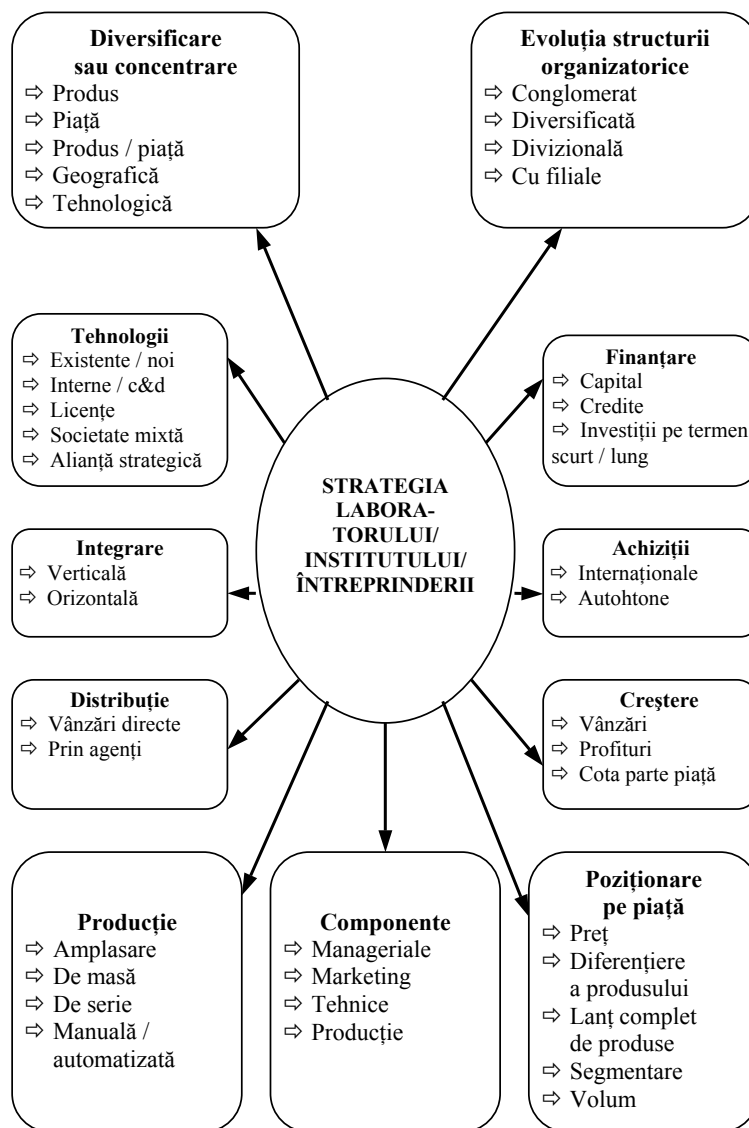 Diversificare
sau concentrare
⇨ Produs
⇨ Piață
⇨ Produs / piață
⇨ Geografică
⇨ Tehnologică
Evoluția structurii
organizatorice
⇨ Conglomerat
⇨ Diversificată
⇨ Divizională
⇨ Cu filiale
Tehnologii
⇨ Existente / noi
⇨ Interne / c&d
⇨ Licențe
⇨ Societate mixtă
⇨ Alianță strategică
Finanțare
⇨ Capital
⇨ Credite
⇨ Investiții pe termen
scurt / lung
STRATEGIA
LABORA-
TORULUI/
INSTITUTULUI/
ÎNTREPRINDERII
Integrare
⇨ Verticală
⇨ Orizontală
Achiziții
⇨ Internaționale
⇨ Autohtone
Distribuție
⇨ Vânzări directe
⇨ Prin agenți
Creştere
⇨ Vânzări
⇨ Profituri
⇨ Cota parte piață
Producție
⇨ Amplasare
⇨ De masă
⇨ De serie
⇨ Manuală /
automatizată
Componente
⇨ Manageriale
⇨ Marketing
⇨ Tehnice
⇨ Producție
Poziționare
pe piață
⇨ Preț
⇨ Diferențiere
a produsului
⇨ Lanț complet
de produse
⇨ Segmentare
⇨ Volum